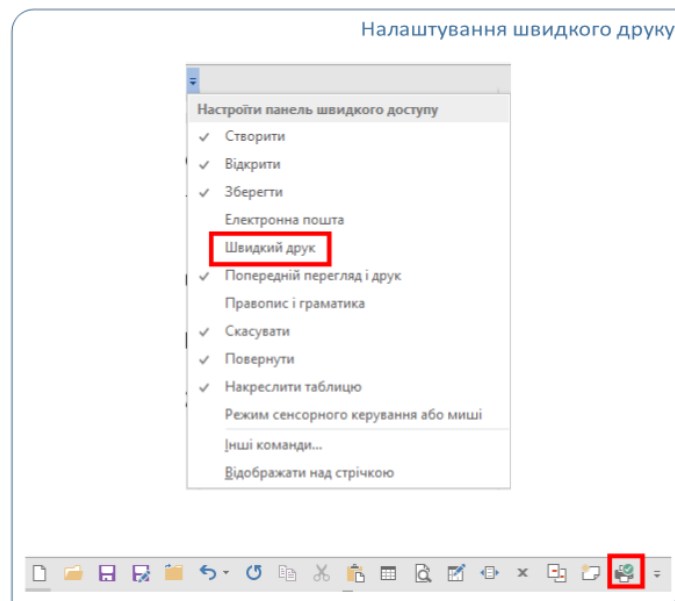 Налаштування швидкого друку
Настроїти панель швидкого доступу
Створити
Відкрити
Зберегти
Електронна пошта
Швидкий друк
Попередній перегляд і друк
Правопис і граматика
Скасувати
Повернути
Накреслити таблицю
Режим сенсорного керування або миші
Інші команди...
Відображати над стрічкою